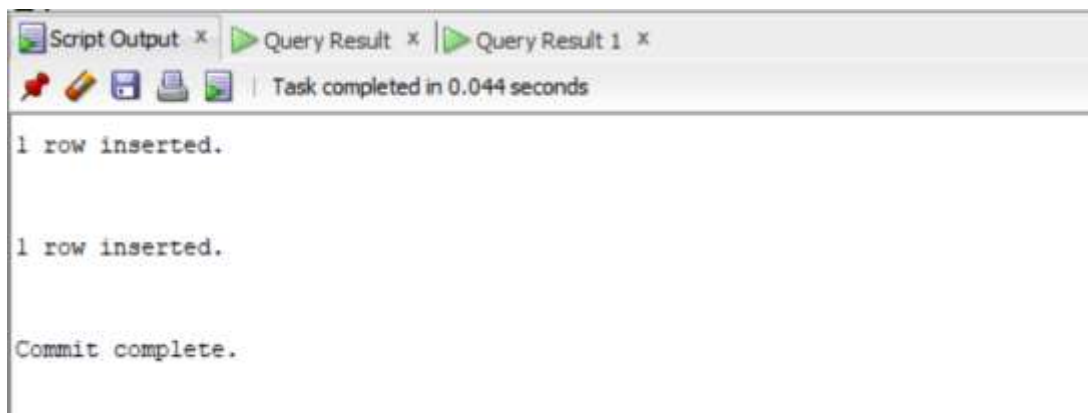 Script Output x Query Result x Query Result 1 x
Task completed in 0.044 seconds
1 row inserted.
1 row inserted.
Commit complete.